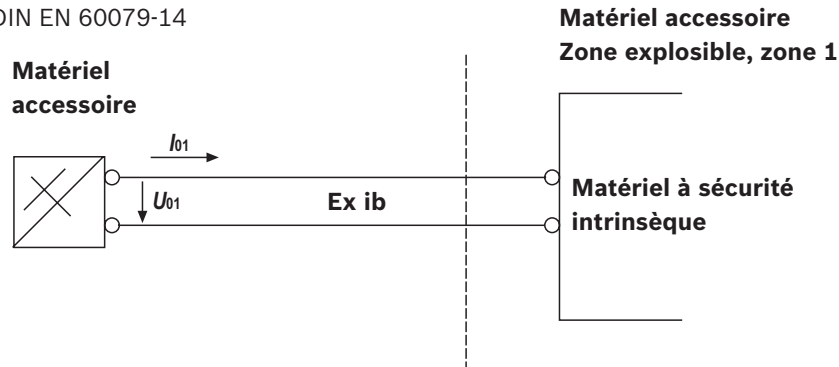 DIN EN 60079-14
Matériel accessoire
Zone explosible, zone 1
Matériel
accessoire
I01
U01
Ex ib
Matériel à sécurité
intrinsèque